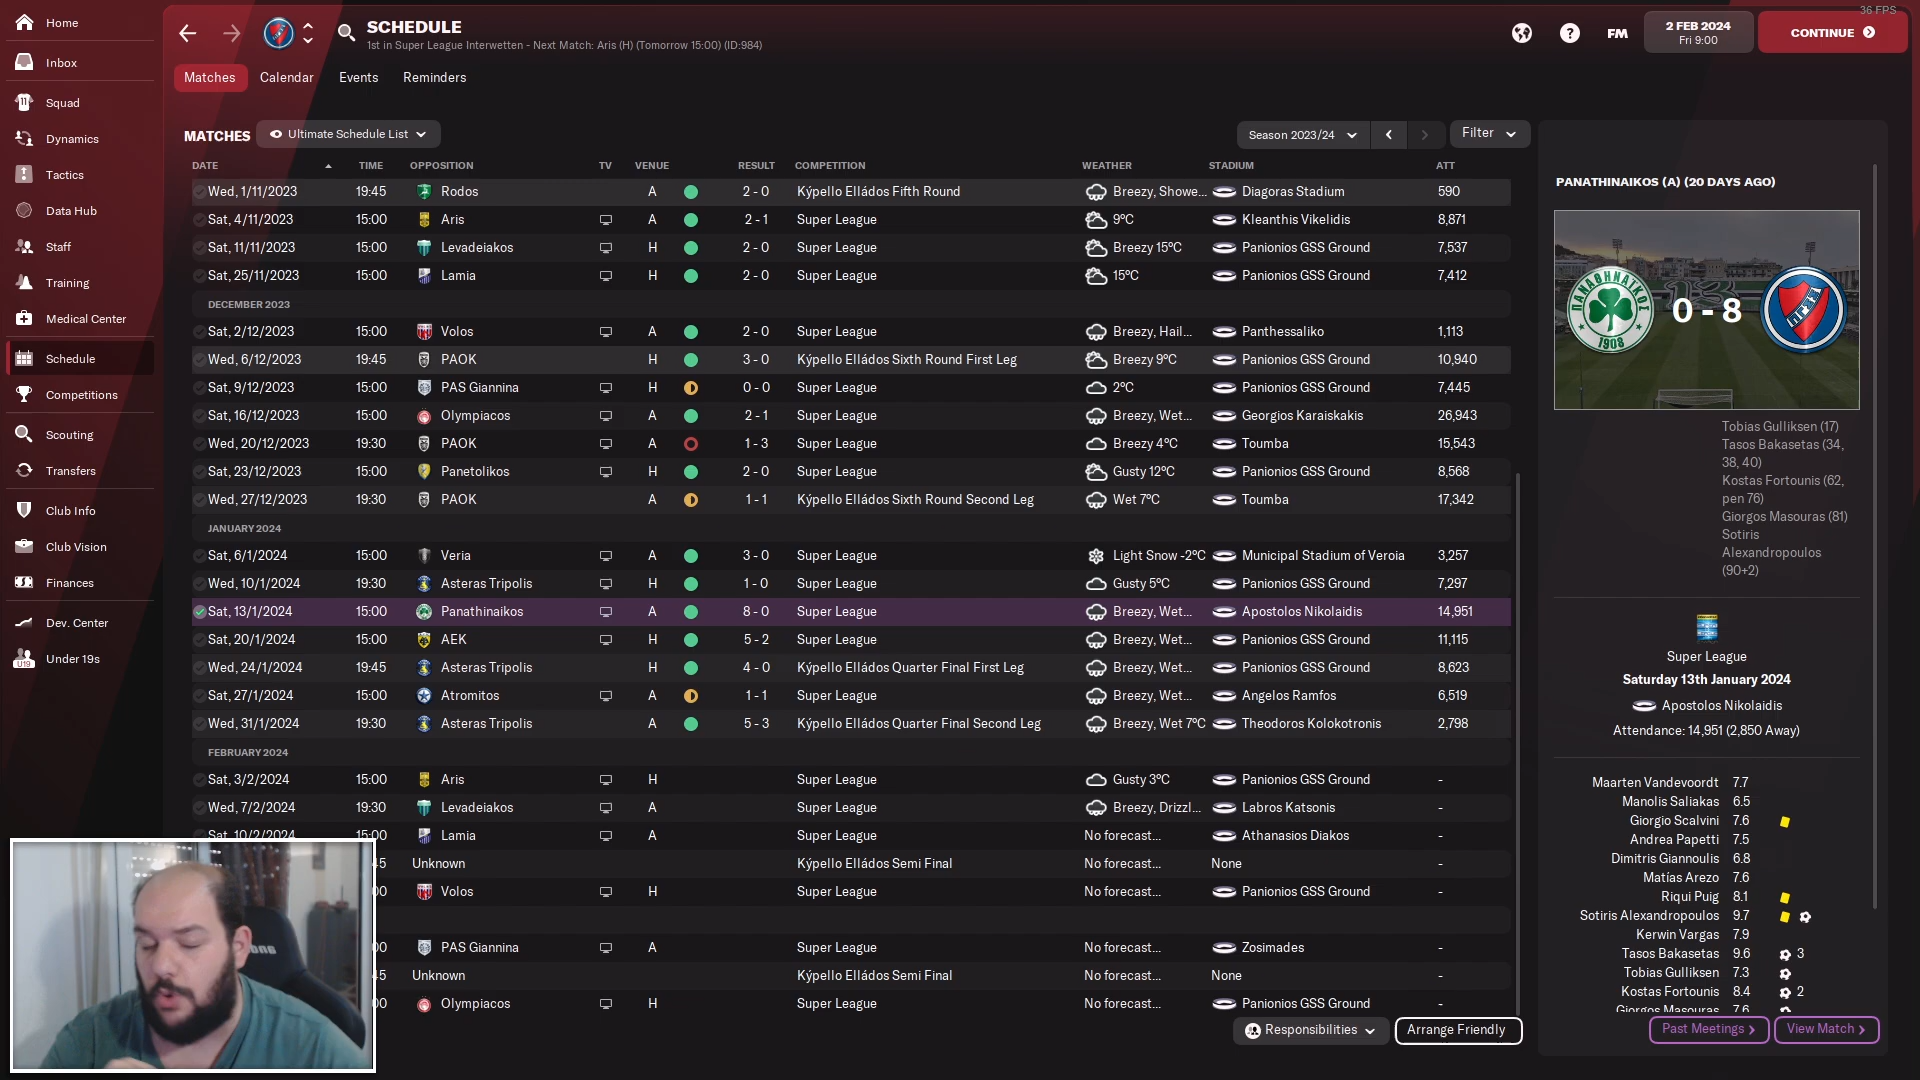 36 FPS
Home
Inbox
Squad
Dynamics
Tactics
Data Hub
Staff
Training
Medical Center
Schedule
Competitions
Scouting
Transfers
Club Info
Club Vision
Finances
Dev. Center
Under 19s
SCHEDULE
1st in Super League Interwetten - Next Match: Aris (H) (Tomorrow 15:00) (ID:984)
FM
2 FEB 2024
Fri 9:00
CONTINUE
Matches Calendar Events Reminders
MATCHES Ultimate Schedule List Season 2023/24 Filter
DATE TIME OPPOSITION TV VENUE RESULT COMPETITION WEATHER STADIUM ATT
Wed, 1/11/2023 19:45 Rodos A 2 - 0 Kýpello Elládos Fifth Round Breezy, Showe... Diagoras Stadium 590
Sat, 4/11/2023 15:00 Aris A 2 - 1 Super League 9ºC Kleanthis Vikelidis 8,871
Sat, 11/11/2023 15:00 Levadeiakos H 2 - 0 Super League Breezy 15ºC Panionios GSS Ground 7,537
Sat, 25/11/2023 15:00 Lamia H 2 - 0 Super League 15ºC Panionios GSS Ground 7,412
DECEMBER 2023
Sat, 2/12/2023 15:00 Volos A 2 - 0 Super League Breezy, Hail... Panthessaliko 1,113
Wed, 6/12/2023 19:45 PAOK H 3 - 0 Kýpello Elládos Sixth Round First Leg Breezy 9ºC Panionios GSS Ground 10,940
Sat, 9/12/2023 15:00 PAS Giannina H 0 - 0 Super League 2ºC Panionios GSS Ground 7,445
Sat, 16/12/2023 15:00 Olympiacos A 2 - 1 Super League Breezy, Wet... Georgios Karaiskakis 26,943
Wed, 20/12/2023 19:30 PAOK A 1 - 3 Super League Breezy 4ºC Toumba 15,543
Sat, 23/12/2023 15:00 Panetolikos H 2 - 0 Super League Gusty 12ºC Panionios GSS Ground 8,568
Wed, 27/12/2023 19:30 PAOK A 1 - 1 Kýpello Elládos Sixth Round Second Leg Wet 7ºC Toumba 17,342
JANUARY 2024
Sat, 6/1/2024 15:00 Veria A 3 - 0 Super League Light Snow -2ºC Municipal Stadium of Veroia 3,257
Wed, 10/1/2024 19:30 Asteras Tripolis H 1 - 0 Super League Gusty 5ºC Panionios GSS Ground 7,297
Sat, 13/1/2024 15:00 Panathinaikos A 8 - 0 Super League Breezy, Wet... Apostolos Nikolaidis 14,951
Sat, 20/1/2024 15:00 AEK H 5 - 2 Super League Breezy, Wet... Panionios GSS Ground 11,115
Wed, 24/1/2024 19:45 Asteras Tripolis H 4 - 0 Kýpello Elládos Quarter Final First Leg Breezy, Wet... Panionios GSS Ground 8,623
Sat, 27/1/2024 15:00 Atromitos A 1 - 1 Super League Breezy, Wet... Angelos Ramfos 6,519
Wed, 31/1/2024 19:30 Asteras Tripolis A 5 - 3 Kýpello Elládos Quarter Final Second Leg Breezy, Wet 7ºC Theodoros Kolokotronis 2,798
FEBRUARY 2024
Sat, 3/2/2024 15:00 Aris H Super League Gusty 3ºC Panionios GSS Ground -
Wed, 7/2/2024 19:30 Levadeiakos A Super League Breezy, Drizzl... Labros Katsonis -
Sat, 10/2/2024 15:00 Lamia A Super League No forecast... Athanasios Diakos -
45 Unknown Kýpello Elládos Semi Final No forecast... None -
00 Volos H Super League No forecast... Panionios GSS Ground -
00 PAS Giannina A Super League No forecast... Zosimades -
45 Unknown Kýpello Elládos Semi Final No forecast... None -
00 Olympiacos H Super League No forecast... Panionios GSS Ground -
Responsibilities Arrange Friendly
PANATHINAIKOS (A) (20 DAYS AGO)
ΠΑΝΑΘΗΝΑΪΚΟΣ
1908
0 - 8
Tobias Gulliksen (17)
Tasos Bakasetas (34,
38, 40)
Kostas Fortounis (62,
pen 76)
Giorgos Masouras (81)
Sotiris
Alexandropoulos
(90+2)
Super League
Saturday 13th January 2024
Apostolos Nikolaidis
Attendance: 14,951 (2,850 Away)
Maarten Vandevoordt 7.7
Manolis Saliakas 6.5
Giorgio Scalvini 7.6
Andrea Papetti 7.5
Dimitris Giannoulis 6.8
Matías Arezo 7.6
Riqui Puig 8.1
Sotiris Alexandropoulos 9.7
Kerwin Vargas 7.9
Tasos Bakasetas 9.6 3
Tobias Gulliksen 7.3
Kostas Fortounis 8.4 2
Giorgos Masouras 7.6
Past Meetings View Match